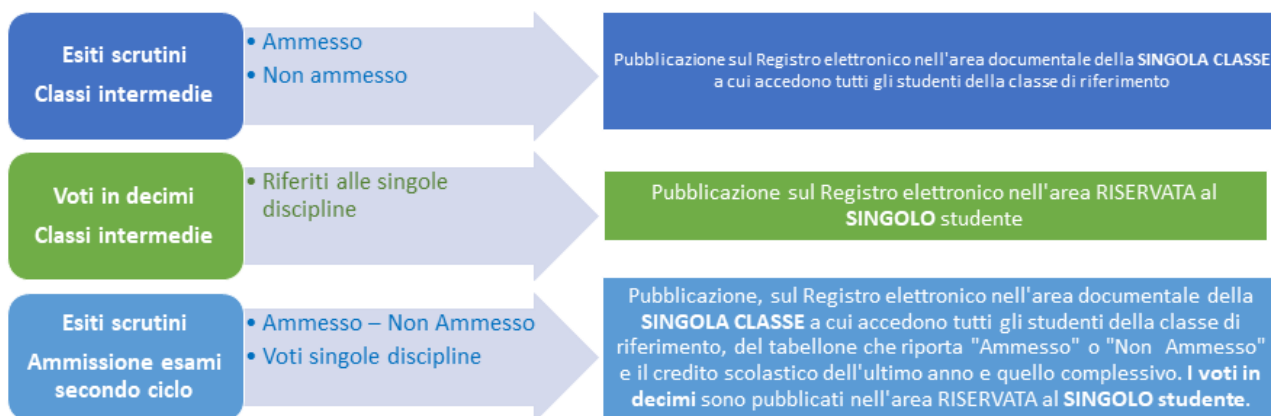 Esiti scrutini
Classi intermedie
• Ammesso
• Non ammesso
Pubblicazione sul Registro elettronico nell'area documentale della SINGOLA CLASSE
a cui accedono tutti gli studenti della classe di riferimento
Voti in decimi
Classi intermedie
• Riferiti alle singole
discipline
Pubblicazione sul Registro elettronico nell'area RISERVATA al
SINGOLO studente
Esiti scrutini
Ammissione esami
secondo ciclo
• Ammesso – Non Ammesso
• Voti singole discipline
Pubblicazione, sul Registro elettronico nell'area documentale della
SINGOLA CLASSE a cui accedono tutti gli studenti della classe di
riferimento, del tabellone che riporta "Ammesso" o "Non Ammesso"
e il credito scolastico dell'ultimo anno e quello complessivo. I voti in
decimi sono pubblicati nell'area RISERVATA al SINGOLO studente.